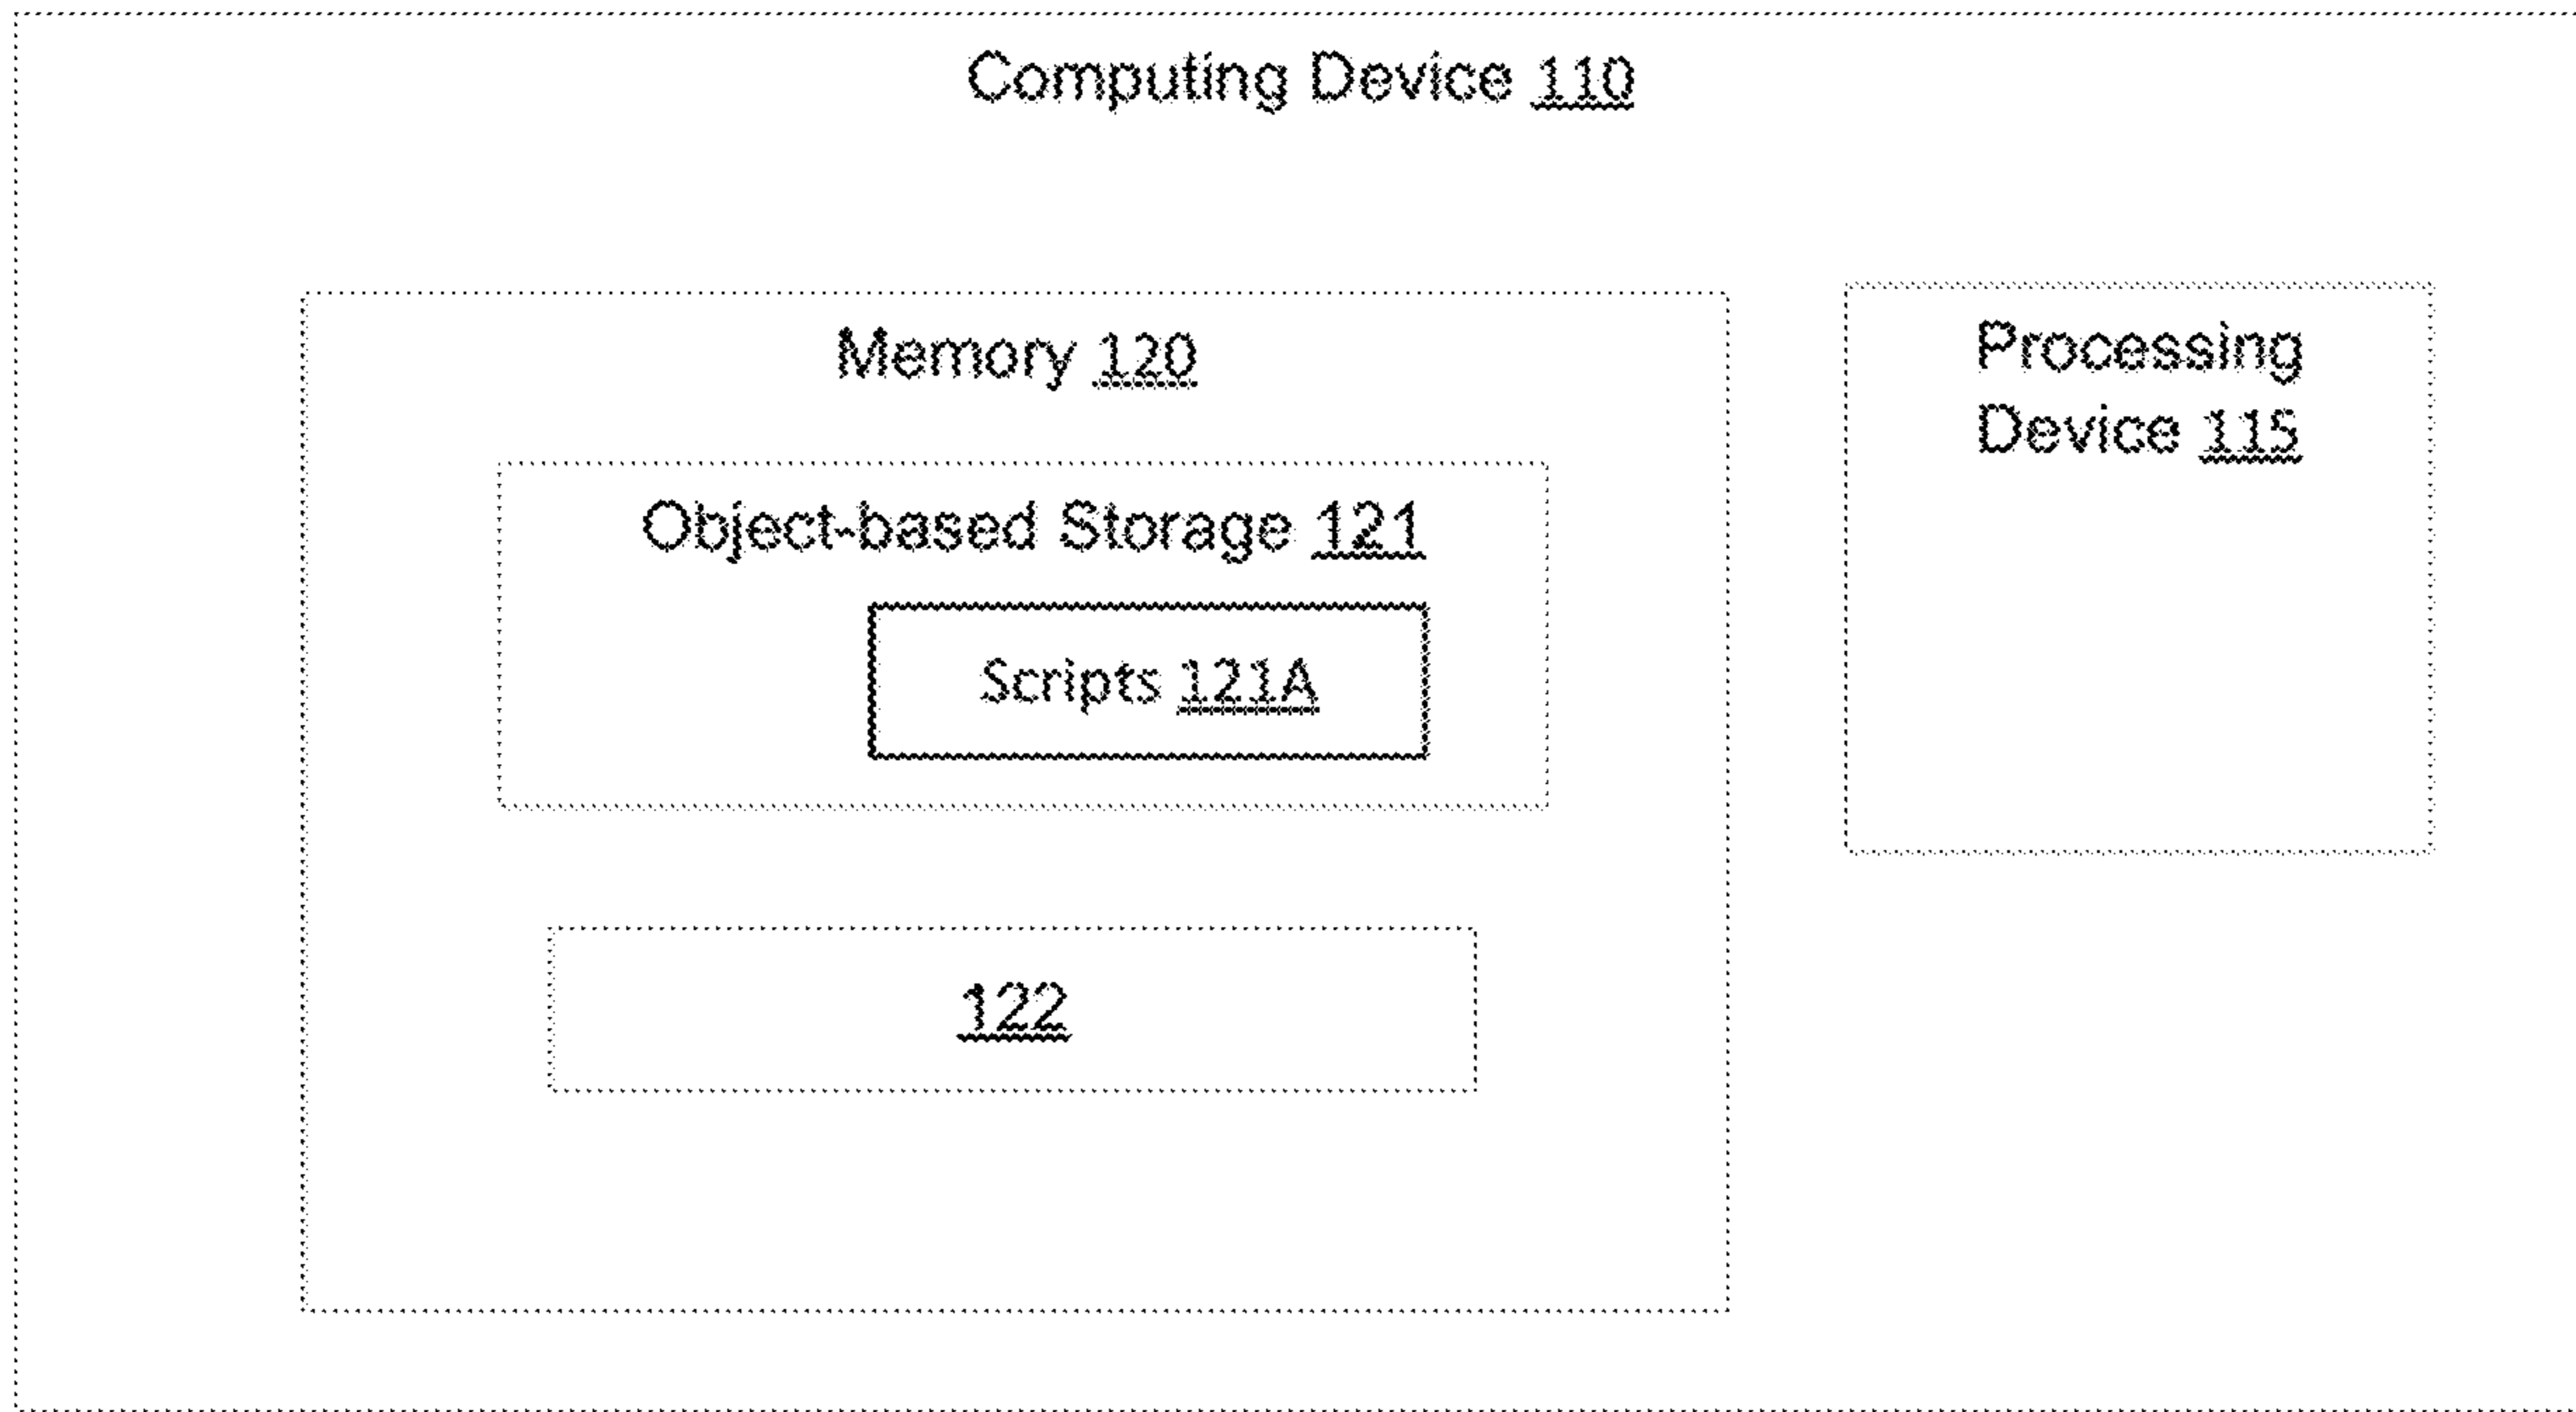 Computing Device 110
Memory 120
Processing
Device 115
Object-based Storage 121
Scripts 121A
122